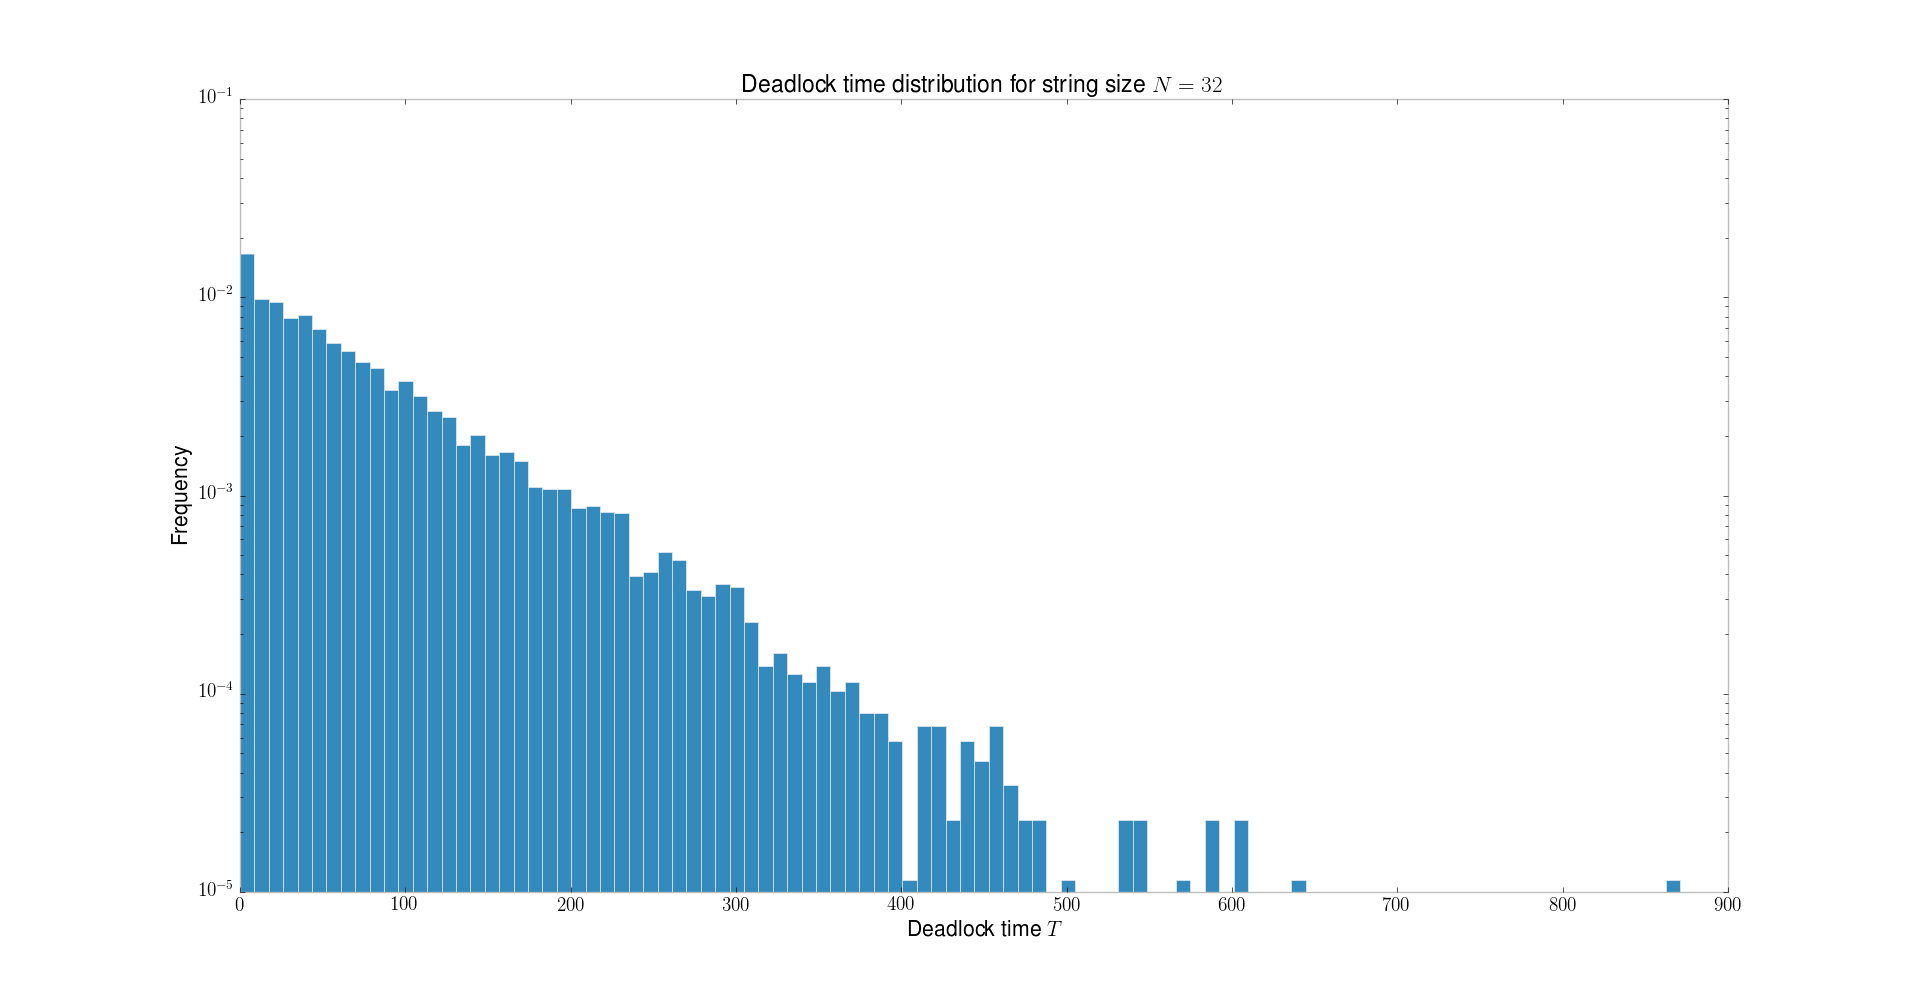 Deadlock time distribution for string size N = 32
10⁻¹
10⁻²
10⁻³
10⁻⁴
10⁻⁵
Frequency
0 100 200 300 400 500 600 700 800 900
Deadlock time T